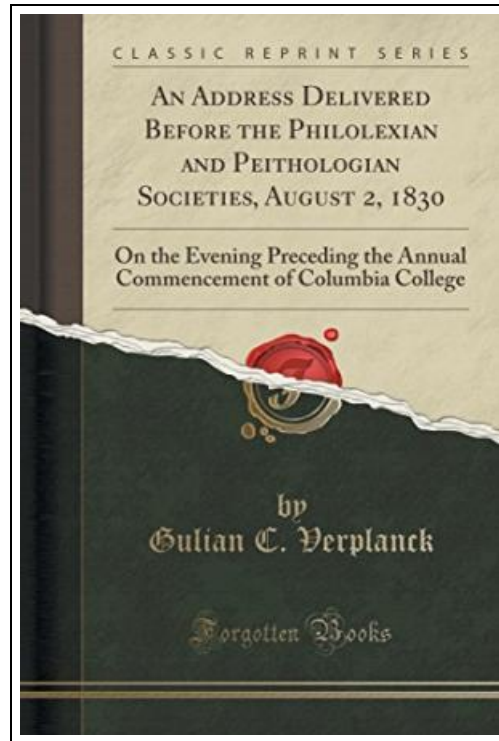 CLASSIC REPRINT SERIES
AN ADDRESS DELIVERED
BEFORE THE PHILOLEXIAN
AND PEITHOLOGIAN
SOCIETIES, AUGUST 2, 1830
On the Evening Preceding the Annual
Commencement of Columbia College
by
Gulian C. Verplanck
Forgotten Books